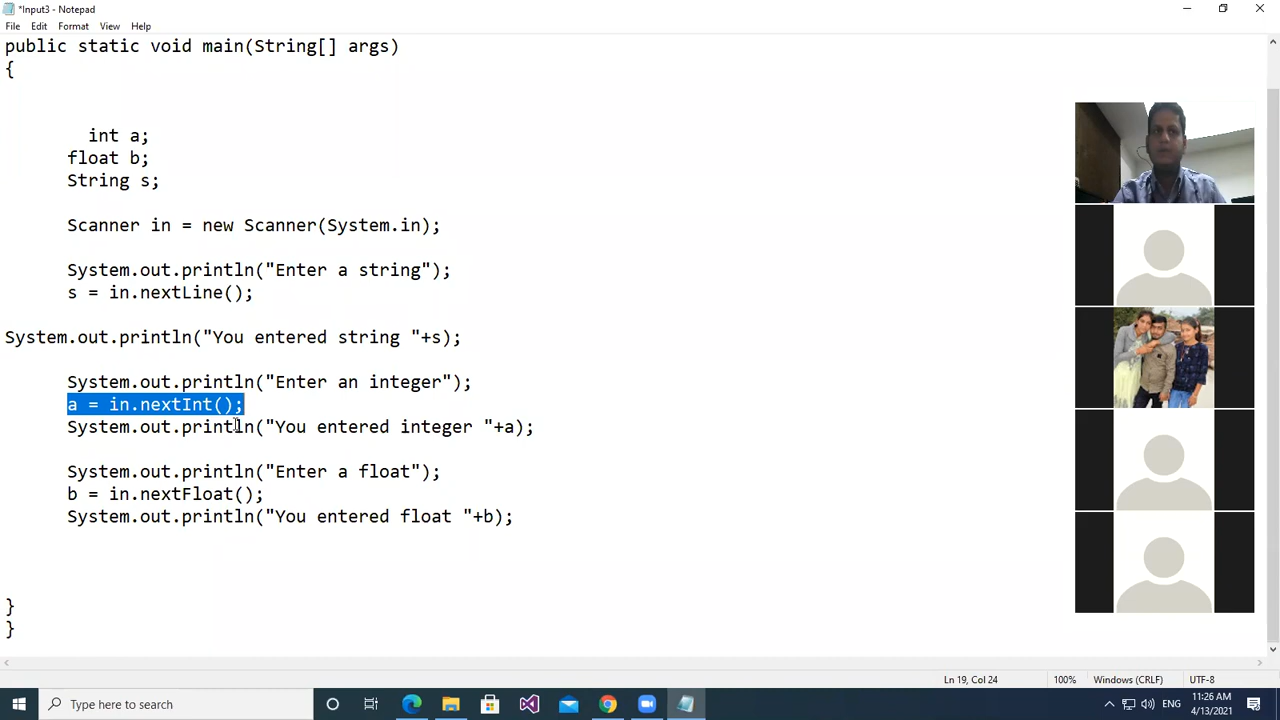 *Input3 - Notepad
File Edit Format View Help
public static void main(String[] args)
{
int a;
float b;
String s;
Scanner in = new Scanner(System.in);
System.out.println("Enter a string");
s = in.nextLine();
System.out.println("You entered string "+s);
System.out.println("Enter an integer");
a = in.nextInt();
System.out.println("You entered integer "+a);
System.out.println("Enter a float");
b = in.nextFloat();
System.out.println("You entered float "+b);
}
}
Ln 19, Col 24 100% Windows (CRLF) UTF-8
Type here to search
ENG
11:26 AM
4/13/2021